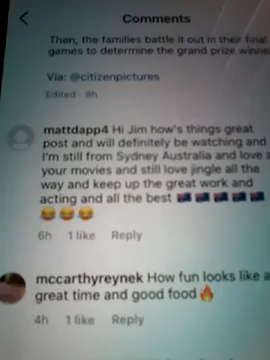 Comments
Then, the families battle it out in their final
games to determine the grand prize winne
Via: @citizenpictures
Edited · 8h
mattdapp4 Hi Jim how's things great
post and will definitely be watching and
I'm still from Sydney Australia and love a
your movies and still love jingle all the
way and keep up the great work and
acting and all the best 🇦🇺 🇦🇺 🇦🇺 🇦🇺 🇦🇺
😂 😂 😂
6h 1 like Reply
mccarthyreynek How fun looks like a
great time and good food 🔥
4h 1 like Reply